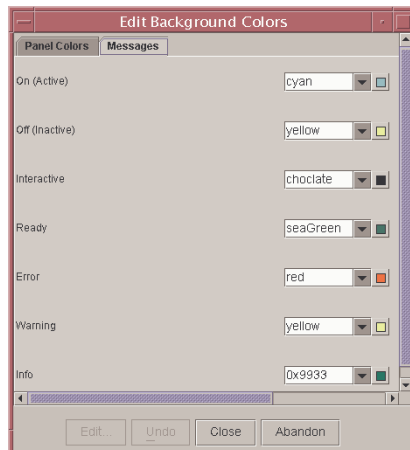 Edit Background Colors
Panel Colors Messages
On (Active) cyan
Off (Inactive) yellow
Interactive choclate
Ready seaGreen
Error red
Warning yellow
Info 0x9933
Edit... Undo Close Abandon